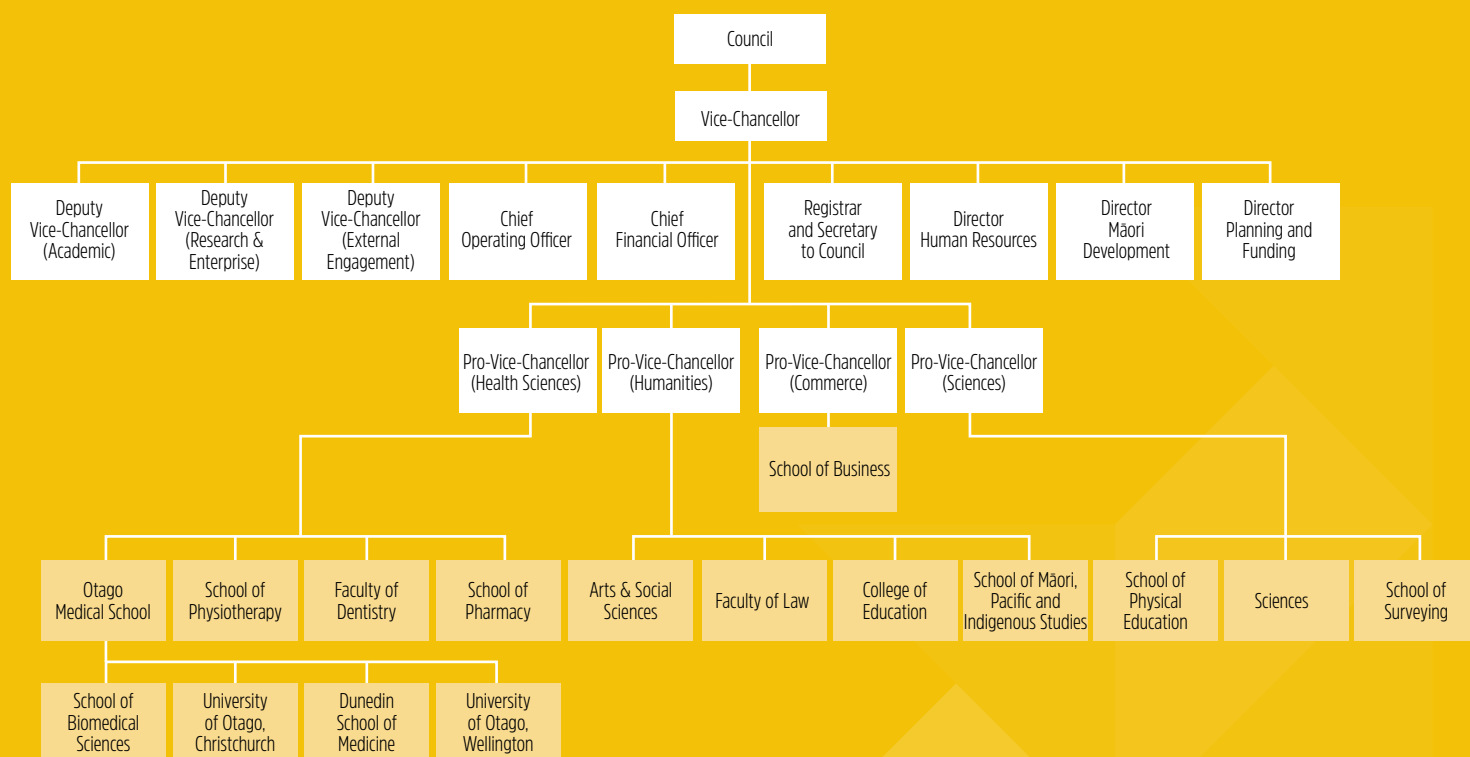 Council
Vice-Chancellor
Deputy
Vice-Chancellor
(Academic)
Deputy
Vice-Chancellor
(Research &
Enterprise)
Deputy
Vice-Chancellor
(External
Engagement)
Chief
Operating Officer
Chief
Financial Officer
Registrar
and Secretary
to Council
Director
Human Resources
Director
Māori
Development
Director
Planning and
Funding
Pro-Vice-Chancellor
(Health Sciences)
Pro-Vice-Chancellor
(Humanities)
Pro-Vice-Chancellor
(Commerce)
Pro-Vice-Chancellor
(Sciences)
School of Business
Otago
Medical School
School of
Physiotherapy
Faculty of
Dentistry
School of
Pharmacy
Arts & Social
Sciences
Faculty of Law
College of
Education
School of Māori,
Pacific and
Indigenous Studies
School of
Physical
Education
Sciences
School of
Surveying
School of
Biomedical
Sciences
University
of Otago,
Christchurch
Dunedin
School of
Medicine
University
of Otago,
Wellington